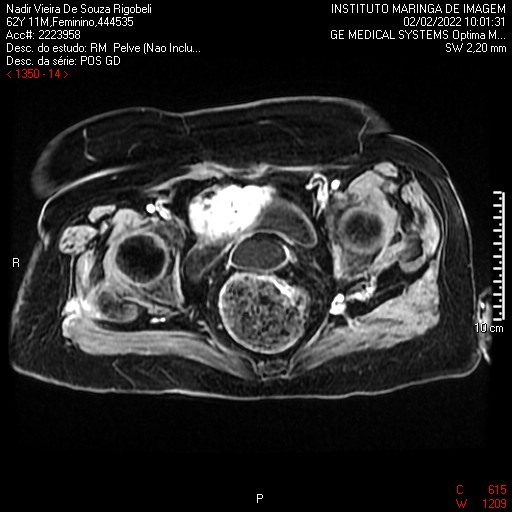 Nadir Vieira De Souza Rigobeli
62Y 11M,Feminino,444535
Acc#: 2223958
Desc. do estudo: RM Pelve (Nao Inclu...
Desc. da série: POS GD
< 1350 - 14 >
INSTITUTO MARINGA DE IMAGEM
02/02/2022 10:01:31
GE MEDICAL SYSTEMS Optima M...
SW 2,20 mm
R
10 cm
P
C 615
W 1209